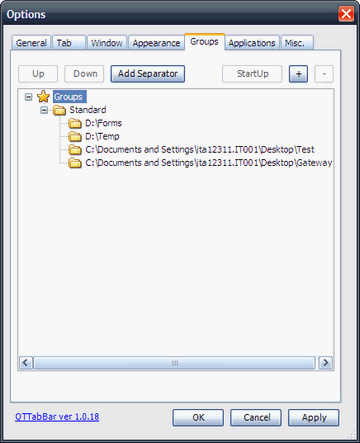 Options
General Tab Window Appearance Groups Applications Misc.
Up Down Add Separator StartUp + -
Groups
Standard
D:\Forms
D:\Temp
C:\Documents and Settings\ita12311.IT001\Desktop\Test
C:\Documents and Settings\ita12311.IT001\Desktop\Gateway
QTTabBar ver 1.0.18 OK Cancel Apply